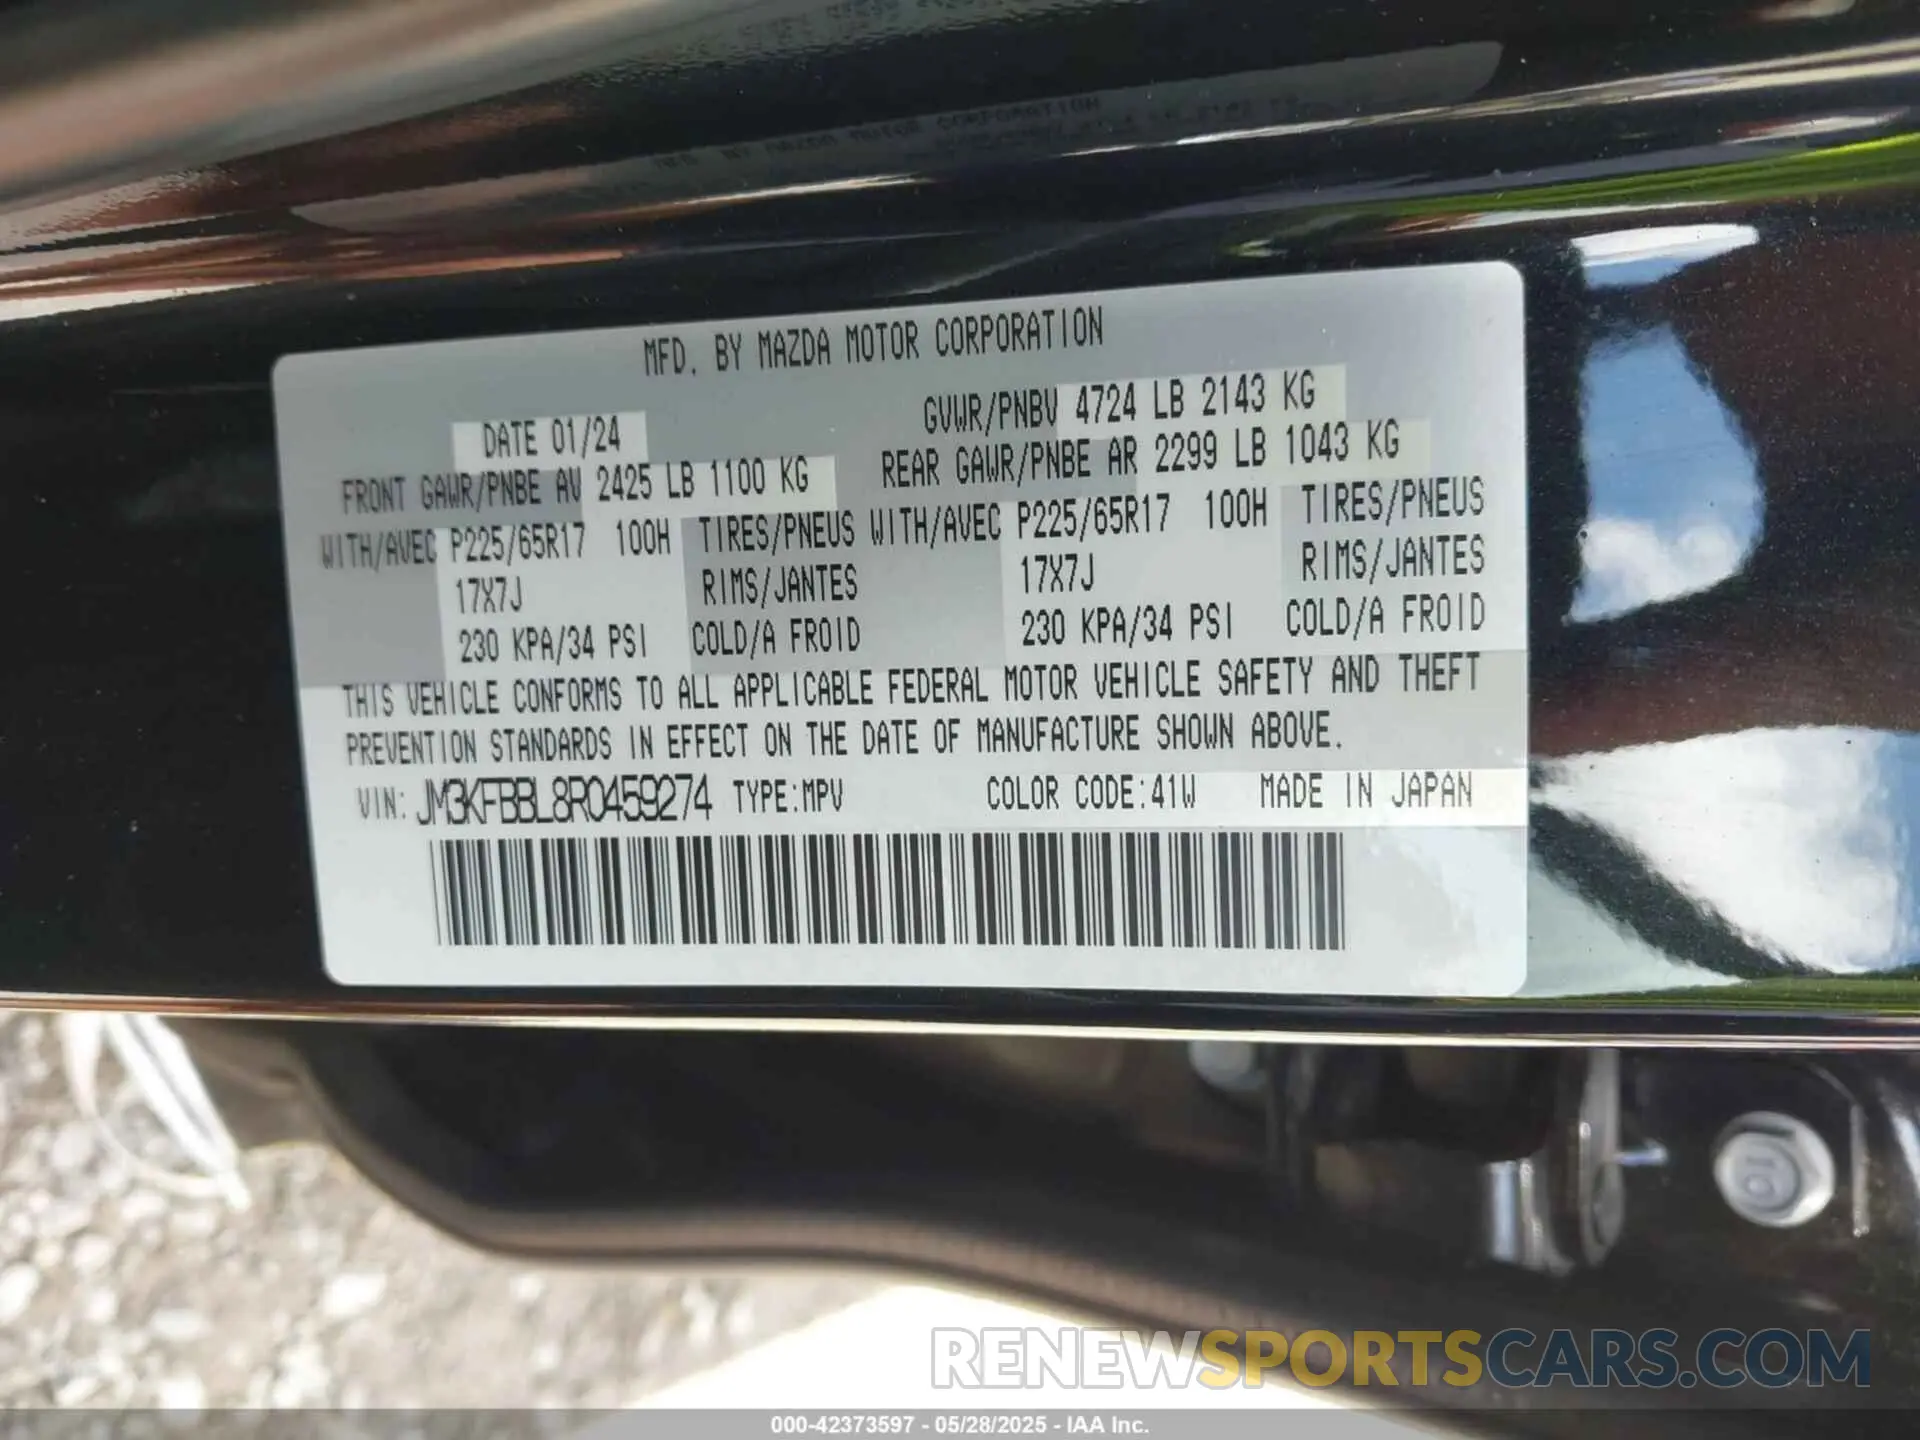 MFD. BY MAZDA MOTOR CORPORATION
DATE 01/24 GVWR/PNBV 4724 LB 2143 KG
FRONT GAWR/PNBE AV 2425 LB 1100 KG REAR GAWR/PNBE AR 2299 LB 1043 KG
WITH/AVEC P225/65R17 100H TIRES/PNEUS WITH/AVEC P225/65R17 100H TIRES/PNEUS
17X7J RIMS/JANTES 17X7J RIMS/JANTES
230 KPA/34 PSI COLD/A FROID 230 KPA/34 PSI COLD/A FROID
THIS VEHICLE CONFORMS TO ALL APPLICABLE FEDERAL MOTOR VEHICLE SAFETY AND THEFT
PREVENTION STANDARDS IN EFFECT ON THE DATE OF MANUFACTURE SHOWN ABOVE.
VIN: JM3KFBBL8R0459274 TYPE:MPV COLOR CODE:41W MADE IN JAPAN
10
RENEWSPORTSCARS.COM
000-42373597 - 05/28/2025 - IAA Inc.